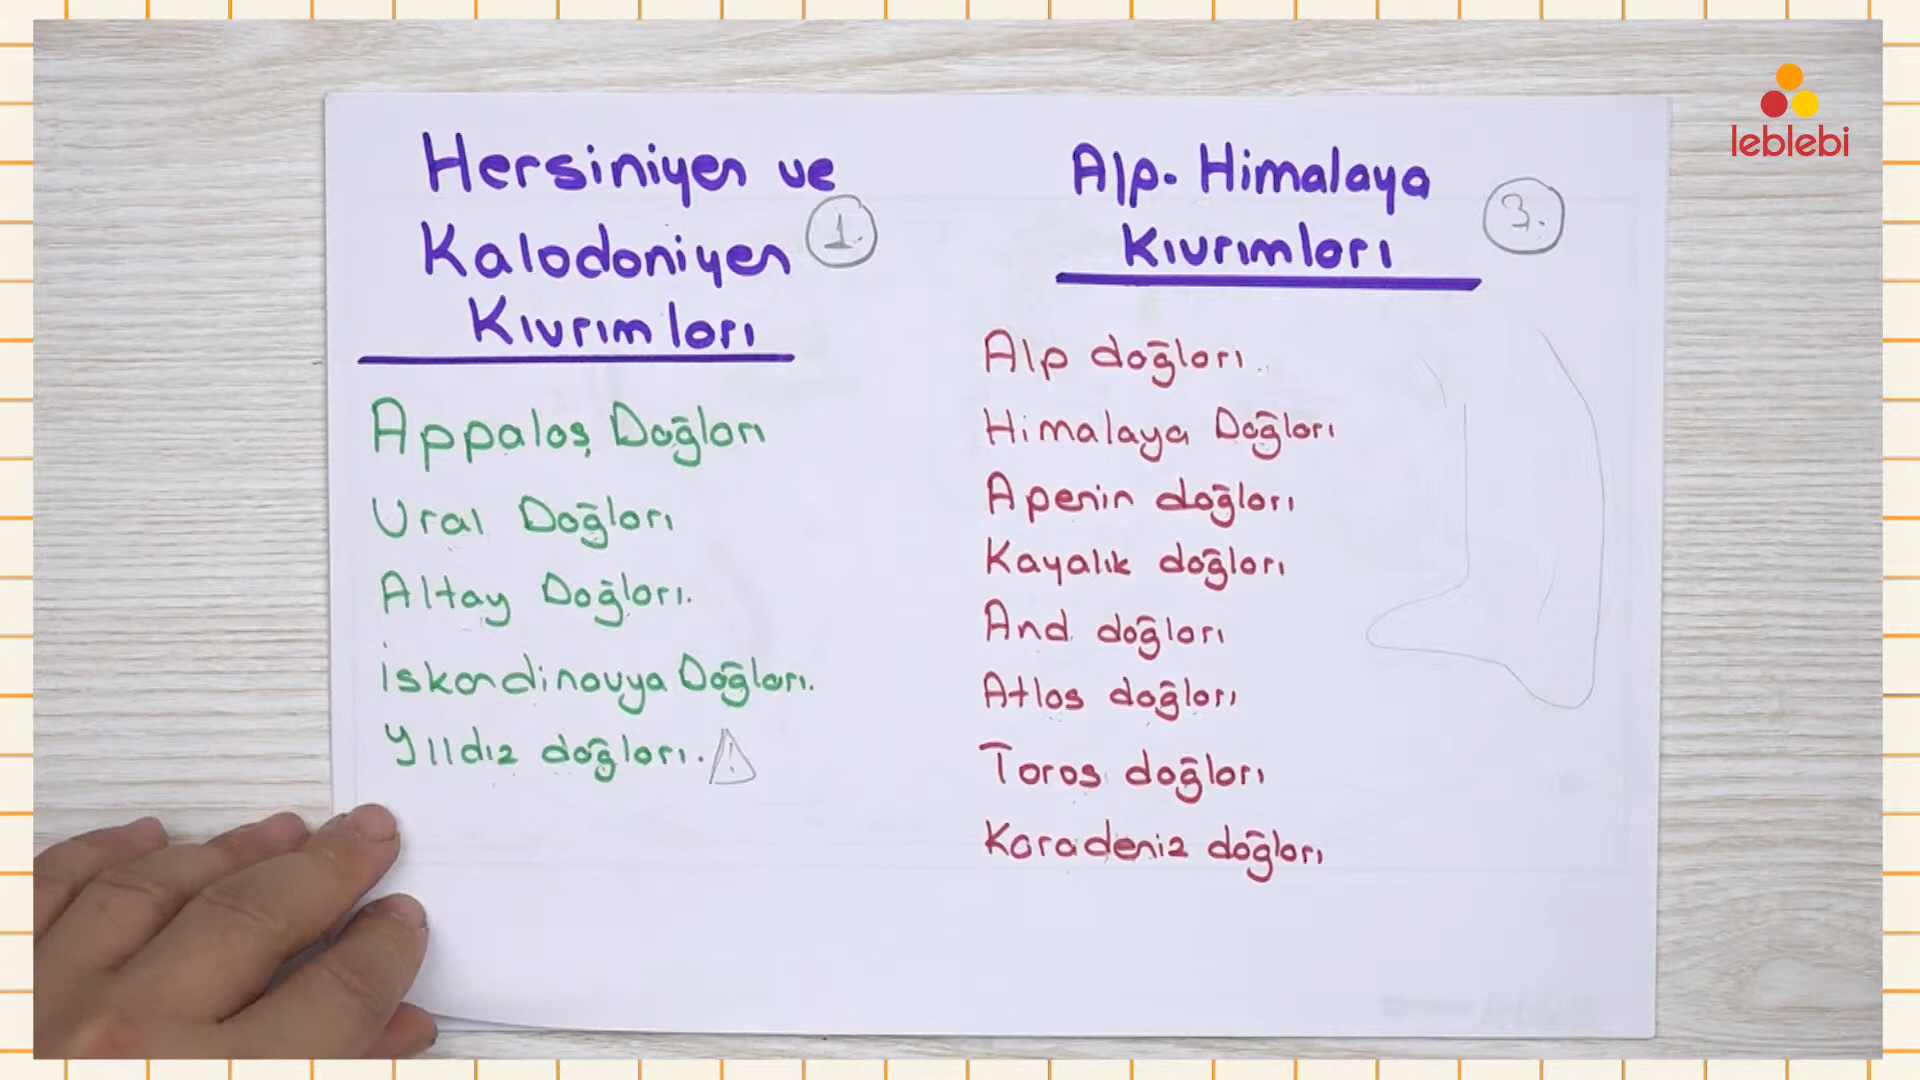 leblebi
Hersiniyen ve
Kalodoniyen
Kıvrımları
1.
Appalaş Dağları
Ural Dağları
Altay Dağları.
İskandinavya Dağları.
Yıldız dağları. !
Alp-Himalaya
Kıvrımları
3.
Alp dağları
Himalaya Dağları
Apenin dağları
Kayalık dağları
And dağları
Atlas dağları
Toros dağları
Karadeniz dağları